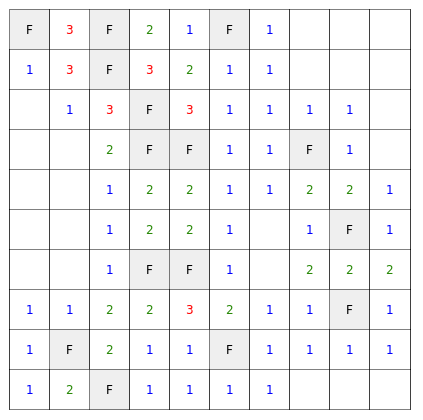 F 3 F 2 1 F 1
1 3 F 3 2 1 1
1 3 F 3 1 1 1 1
2 F F 1 1 F 1
1 2 2 1 1 2 2 1
1 2 2 1 1 F 1
1 F F 1 2 2 2
1 1 2 2 3 2 1 1 F 1
1 F 2 1 1 F 1 1 1 1
1 2 F 1 1 1 1